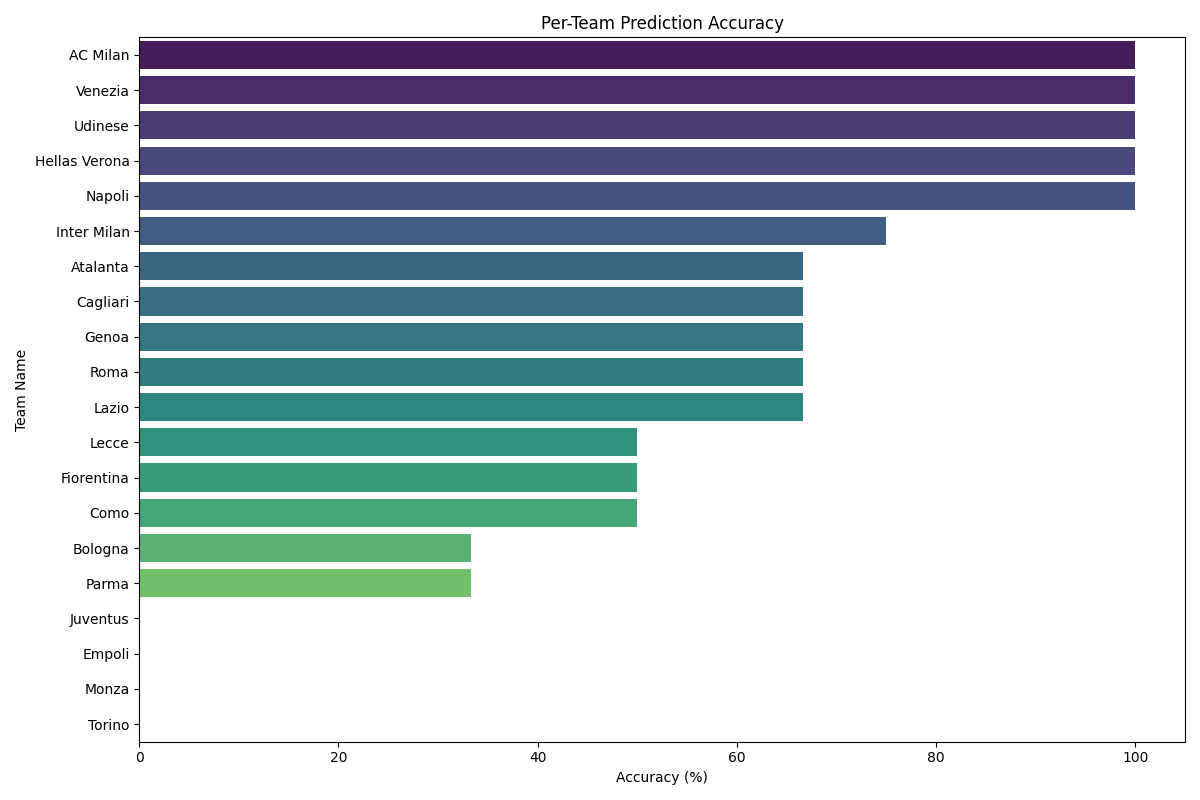 Per-Team Prediction Accuracy
AC Milan
Venezia
Udinese
Hellas Verona
Napoli
Inter Milan
Atalanta
Cagliari
Genoa
Roma
Lazio
Lecce
Fiorentina
Como
Bologna
Parma
Juventus
Empoli
Monza
Torino
Team Name
0 20 40 60 80 100
Accuracy (%)